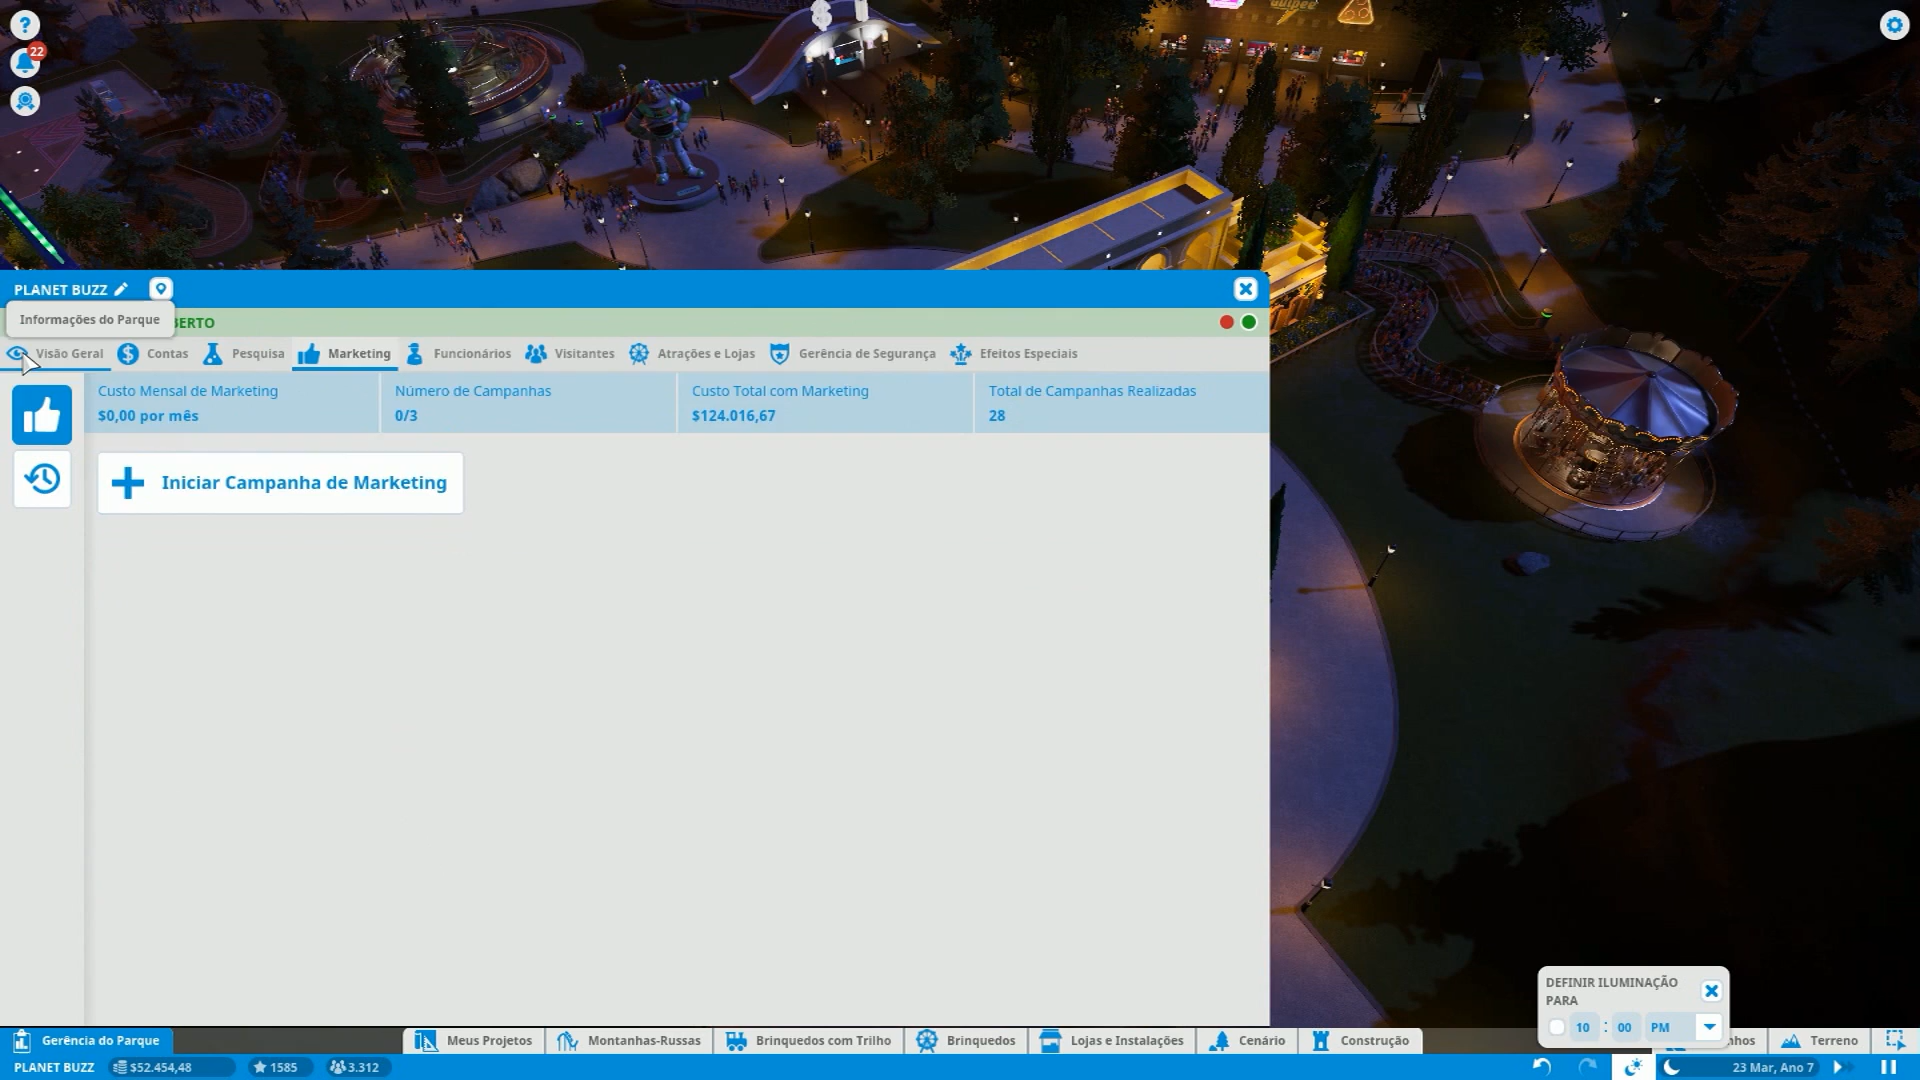 ?
22
PLANET BUZZ
Informações do Parque
BERTO
Visão Geral
Contas
Pesquisa
Marketing
Funcionários
Visitantes
Atrações e Lojas
Gerência de Segurança
Efeitos Especiais
Custo Mensal de Marketing
$0,00 por mês
Número de Campanhas
0/3
Custo Total com Marketing
$124.016,67
Total de Campanhas Realizadas
28
Iniciar Campanha de Marketing
DEFINIR ILUMINAÇÃO
PARA
10 : 00 PM
Gerência do Parque
Meus Projetos
Montanhas-Russas
Brinquedos com Trilho
Brinquedos
Lojas e Instalações
Cenário
Construção
nhos
Terreno
PLANET BUZZ
$52.454,48
1585
3.312
23 Mar, Ano 7